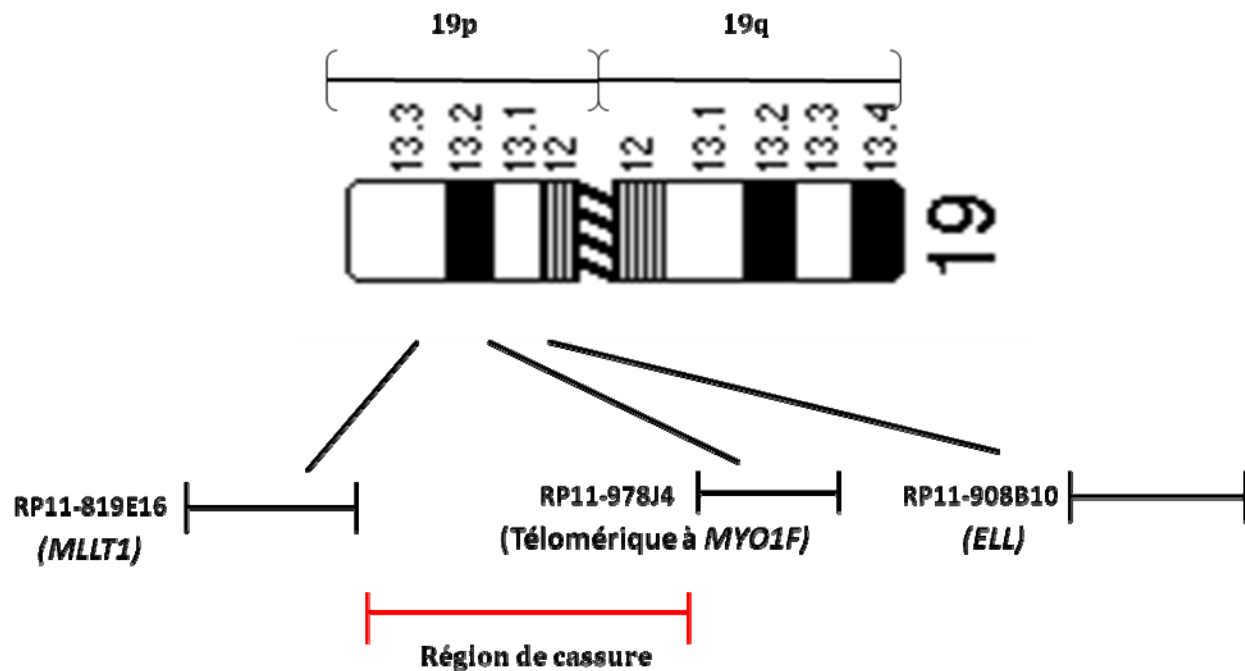 19p 19q
13.3 13.2 13.1 12 12 13.1 13.2 13.3 13.4
19
RP11-819E16
(MLLT1)
RP11-978J4
(Télomérique à MYO1F)
RP11-908B10
(ELL)
Région de cassure